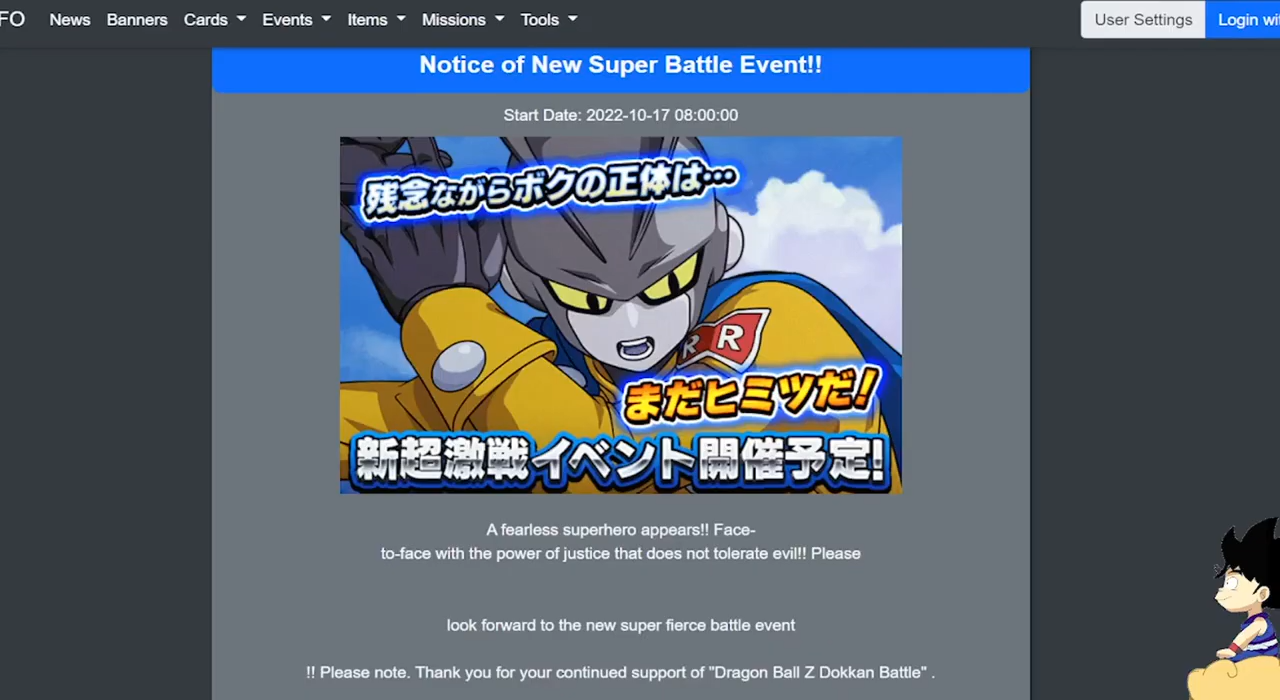 FO News Banners Cards Events Items Missions Tools User Settings Login wi
Notice of New Super Battle Event!!
Start Date: 2022-10-17 08:00:00
残念ながらボクの正体は…
R R
まだヒミツだ!
新超激戦イベント開催予定!
A fearless superhero appears!! Face-
to-face with the power of justice that does not tolerate evil!! Please
look forward to the new super fierce battle event
!! Please note. Thank you for your continued support of "Dragon Ball Z Dokkan Battle" .